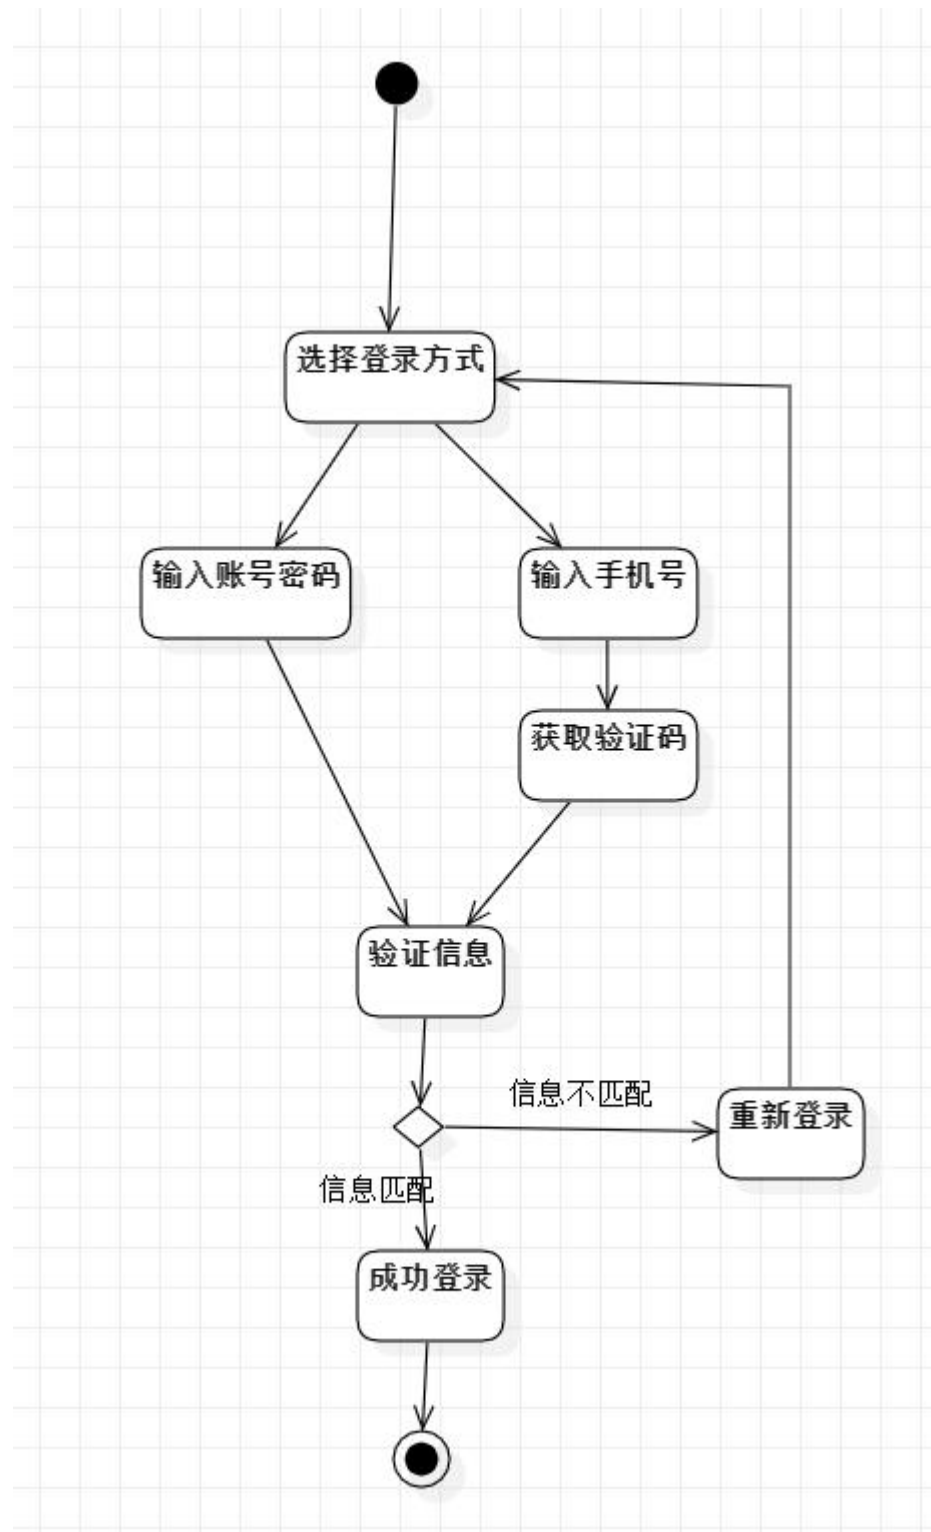 选择登录方式
输入账号密码
输入手机号
获取验证码
验证信息
信息不匹配
重新登录
信息匹配
成功登录